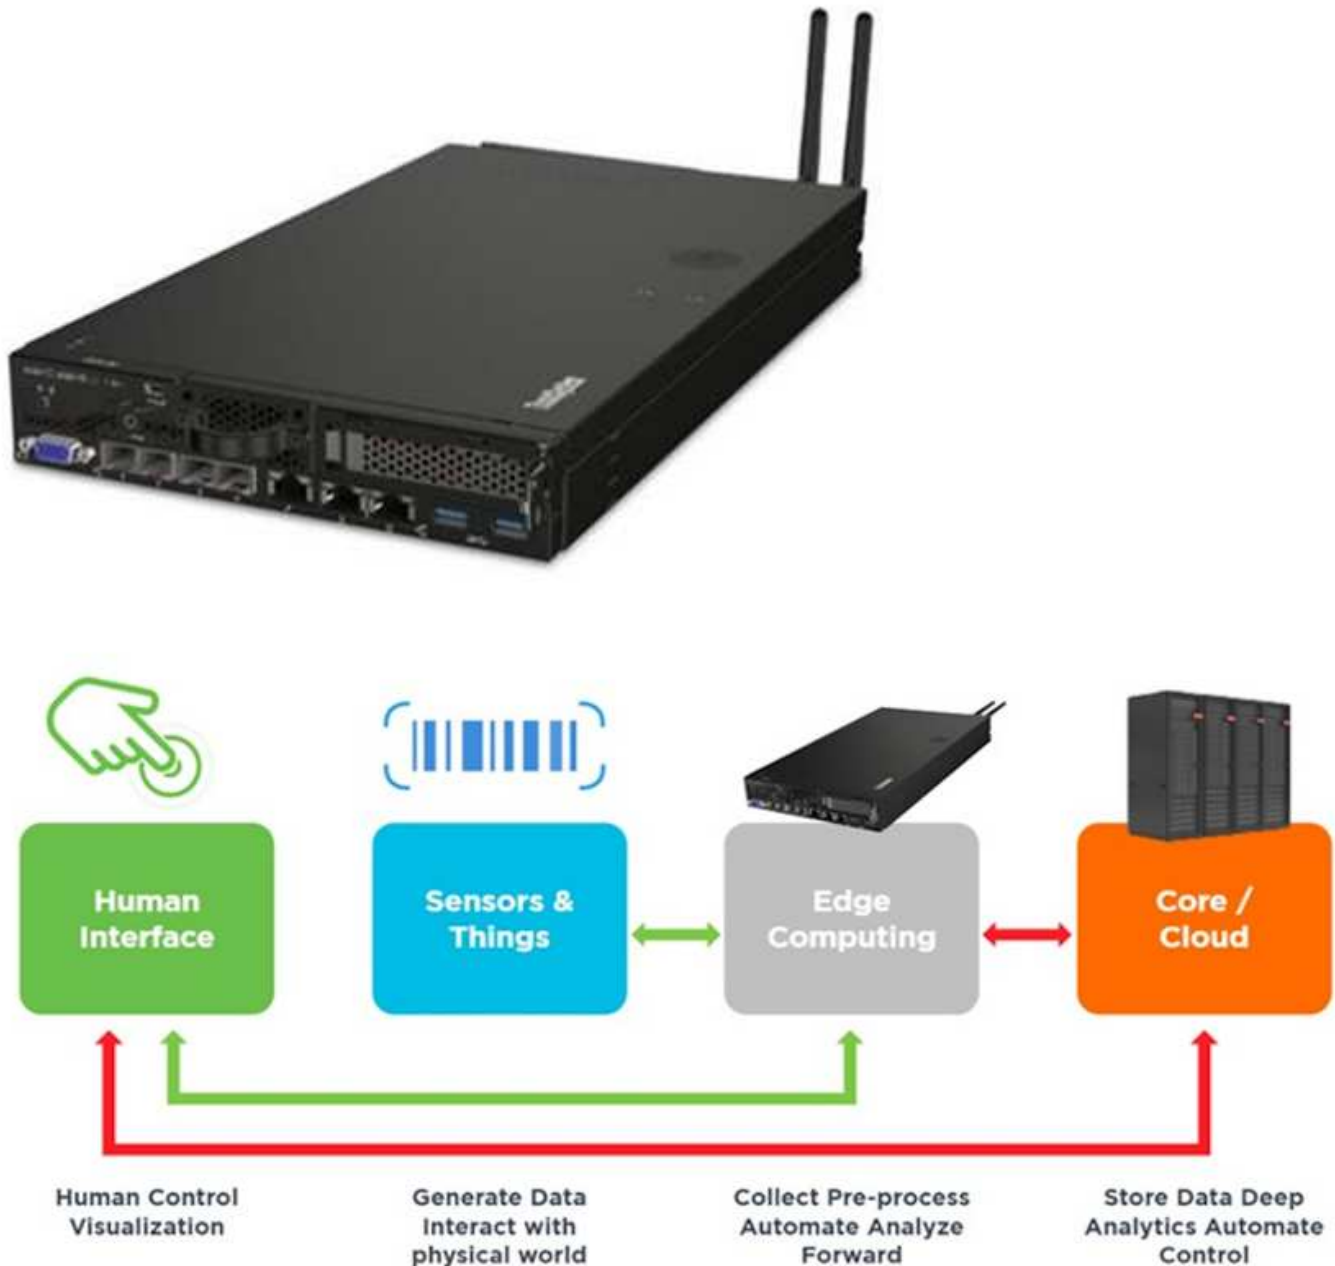 Human
Interface
Sensors &
Things
Edge
Computing
Core /
Cloud
Human Control
Visualization
Generate Data
Interact with
physical world
Collect Pre-process
Automate Analyze
Forward
Store Data Deep
Analytics Automate
Control